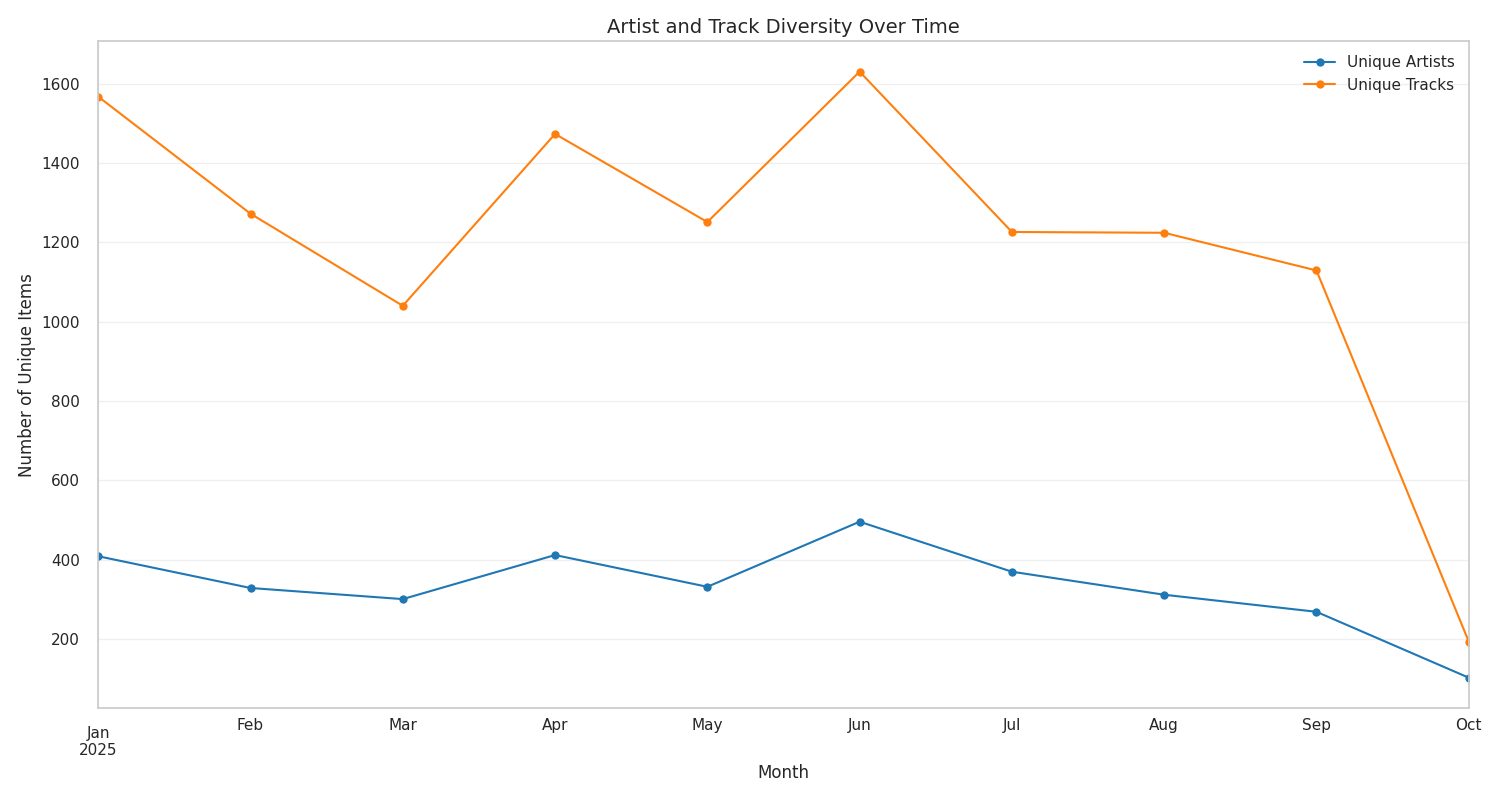 Artist and Track Diversity Over Time
Unique Artists
Unique Tracks
Number of Unique Items
1600
1400
1200
1000
800
600
400
200
Jan
2025
Feb
Mar
Apr
May
Jun
Jul
Aug
Sep
Oct
Month